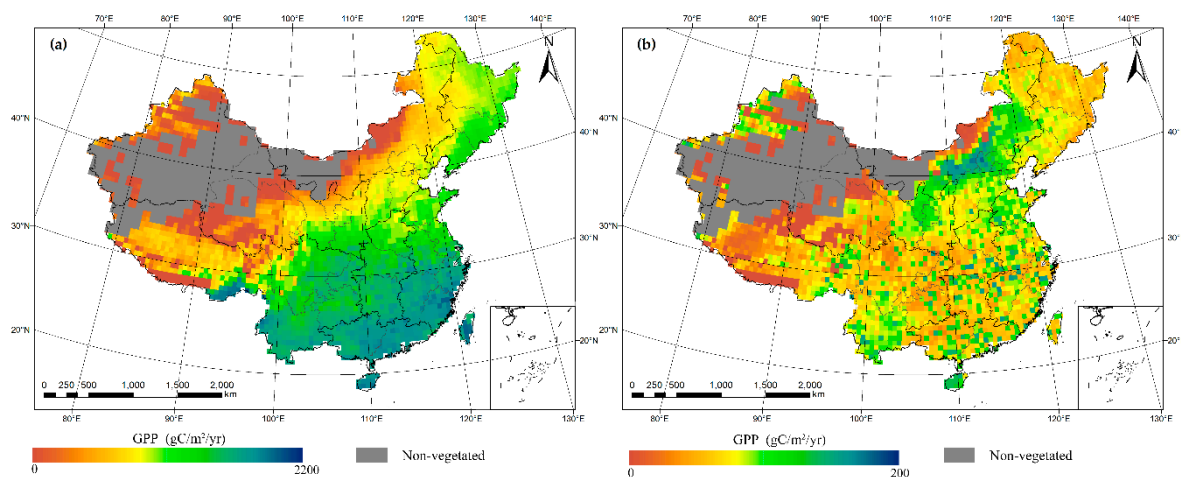 70°E 80°E 90°E 100°E 110°E 120°E 130°E 140°E
(a)
N
40°N
40°N
30°N
30°N
20°N
20°N
0 250 500 1,000 1,500 2,000
km
80°E 90°E 100°E 110°E 120°E 130°E
GPP (gC/m²/yr)
0 2200
Non-vegetated
70°E 80°E 90°E 100°E 110°E 120°E 130°E 140°E
(b)
N
40°N
40°N
30°N
30°N
20°N
20°N
0 250 500 1,000 1,500 2,000
km
80°E 90°E 100°E 110°E 120°E 130°E
GPP (gC/m²/yr)
0 200
Non-vegetated